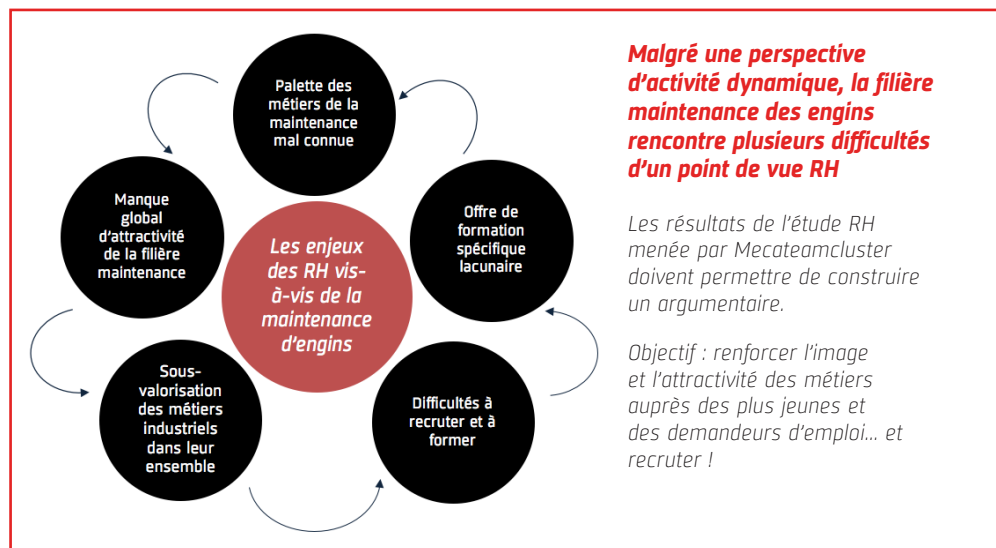 Palette des
métiers de la
maintenance
mal connue
Manque
global
d'attractivité
de la filière
maintenance
Sous-
valorisation
des métiers
industriels
dans leur
ensemble
Difficultés à
recruter et à
former
Offre de
formation
spécifique
lacunaire
Les enjeux
des RH vis-
à-vis de la
maintenance
d'engins
Malgré une perspective
d'activité dynamique, la filière
maintenance des engins
rencontre plusieurs difficultés
d'un point de vue RH
Les résultats de l'étude RH
menée par Mecateamcluster
doivent permettre de construire
un argumentaire.
Objectif : renforcer l'image
et l'attractivité des métiers
auprès des plus jeunes et
des demandeurs d'emploi... et
recruter !